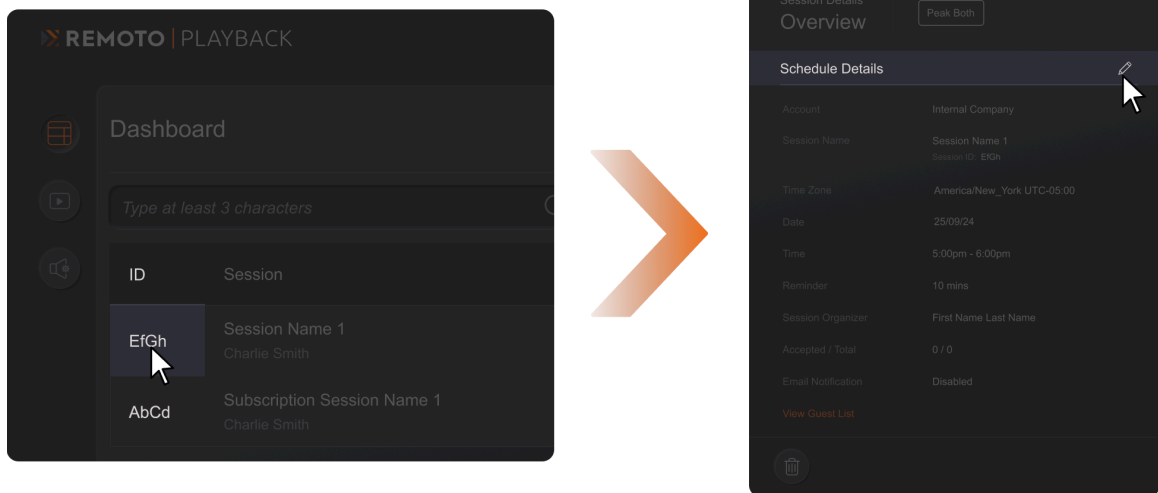 REMOTO | PLAYBACK
Dashboard
Type at least 3 characters
ID Session
EfGh Session Name 1
Charlie Smith
AbCd Subscription Session Name 1
Charlie Smith
Session Details
Overview Peak Both
Schedule Details
Account Internal Company
Session Name Session Name 1
Session ID: EfGh
Time Zone America/New_York UTC-05:00
Date 25/09/24
Time 5:00pm - 6:00pm
Reminder 10 mins
Session Organizer First Name Last Name
Accepted / Total 0 / 0
Email Notification Disabled
View Guest List